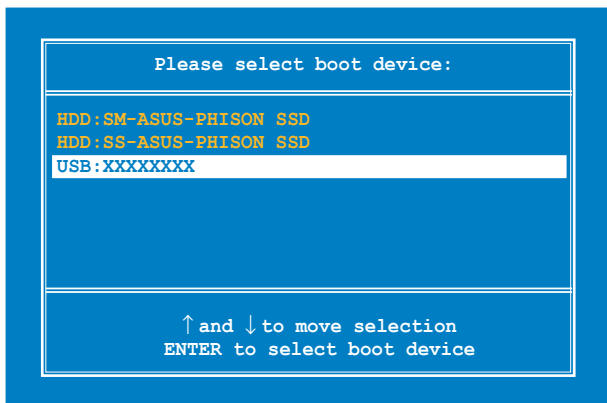 Please select boot device:
HDD:SM-ASUS-PHISON SSD
HDD:SS-ASUS-PHISON SSD
USB:XXXXXXXX
↑ and ↓ to move selection
ENTER to select boot device